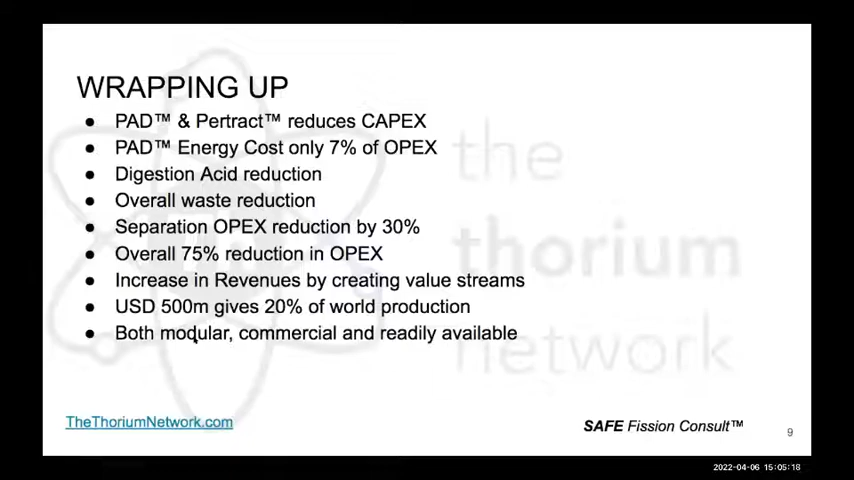 WRAPPING UP
● PAD™ & Pertract™ reduces CAPEX
● PAD™ Energy Cost only 7% of OPEX
● Digestion Acid reduction
● Overall waste reduction
● Separation OPEX reduction by 30%
● Overall 75% reduction in OPEX
● Increase in Revenues by creating value streams
● USD 500m gives 20% of world production
● Both modular, commercial and readily available
the
thorium
network
TheThoriumNetwork.com
SAFE Fission Consult™
9
2022-04-06 15:05:18